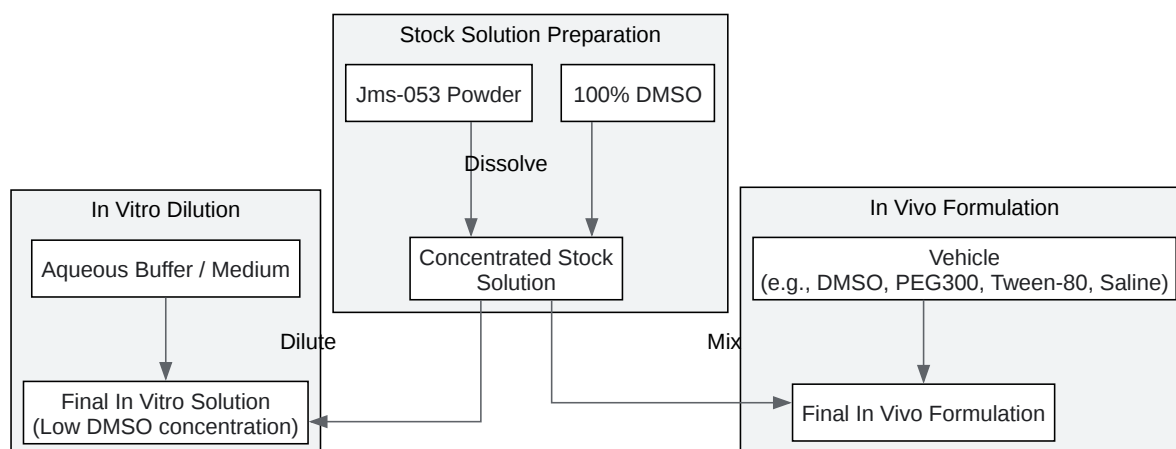 Stock Solution Preparation
Jms-053 Powder
100% DMSO
Dissolve
Concentrated Stock
Solution
In Vitro Dilution
Aqueous Buffer / Medium
Dilute
Final In Vitro Solution
(Low DMSO concentration)
In Vivo Formulation
Vehicle
(e.g., DMSO, PEG300, Tween-80, Saline)
Mix
Final In Vivo Formulation